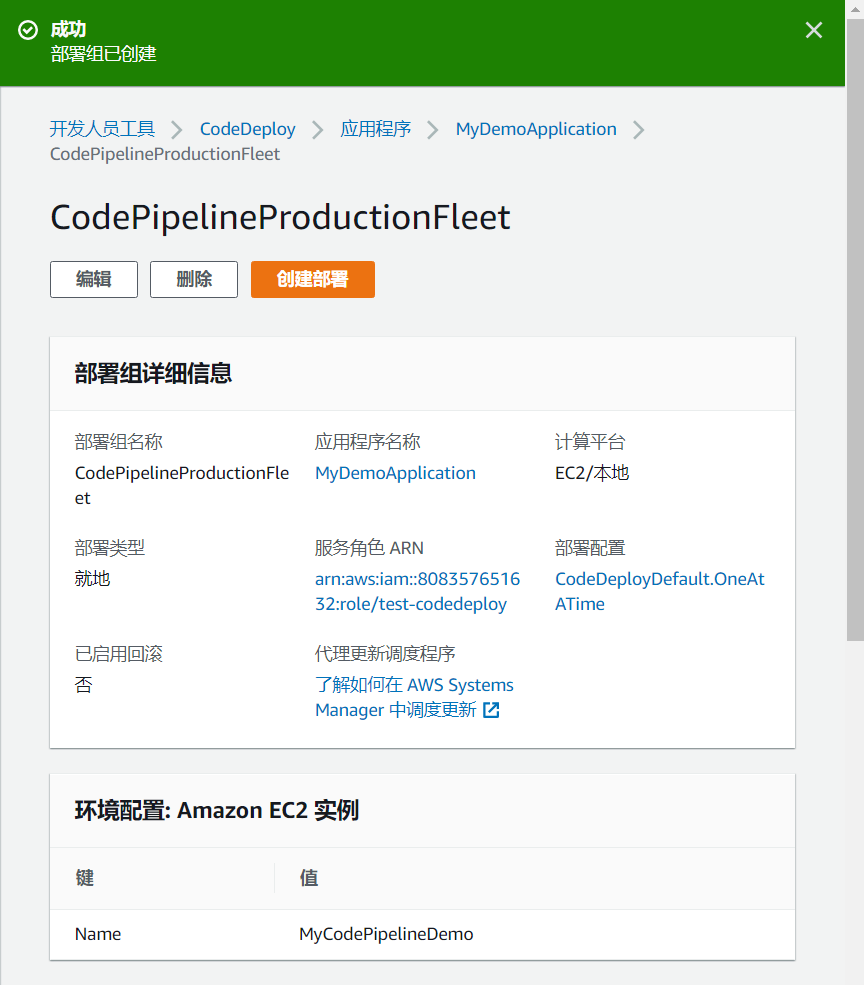 成功
部署组已创建
开发人员工具 CodeDeploy 应用程序 MyDemoApplication
CodePipelineProductionFleet
CodePipelineProductionFleet
编辑 删除 创建部署
部署组详细信息
部署组名称 应用程序名称 计算平台
CodePipelineProductionFle MyDemoApplication EC2/本地
et
部署类型 服务角色 ARN 部署配置
就地 arn:aws:iam::8083576516 CodeDeployDefault.OneAt
32:role/test-codedeploy ATime
已启用回滚 代理更新调度程序
否 了解如何在 AWS Systems
Manager 中调度更新
环境配置: Amazon EC2 实例
键 值
Name MyCodePipelineDemo